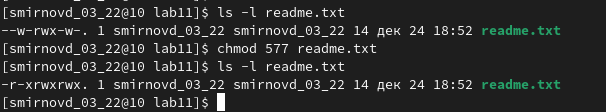 [smirnovd_03_22@10 lab11]$ ls -l readme.txt
--w-rwx-w-. 1 smirnovd_03_22 smirnovd_03_22 14 дек 24 18:52 readme.txt
[smirnovd_03_22@10 lab11]$ chmod 577 readme.txt
[smirnovd_03_22@10 lab11]$ ls -l readme.txt
-r-xrwxrwx. 1 smirnovd_03_22 smirnovd_03_22 14 дек 24 18:52 readme.txt
[smirnovd_03_22@10 lab11]$